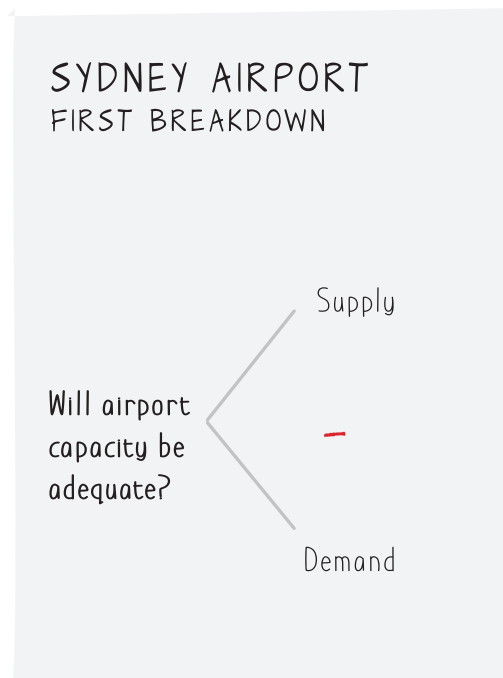 SYDNEY AIRPORT
FIRST BREAKDOWN
Supply
Will airport
capacity be
adequate?
–
Demand